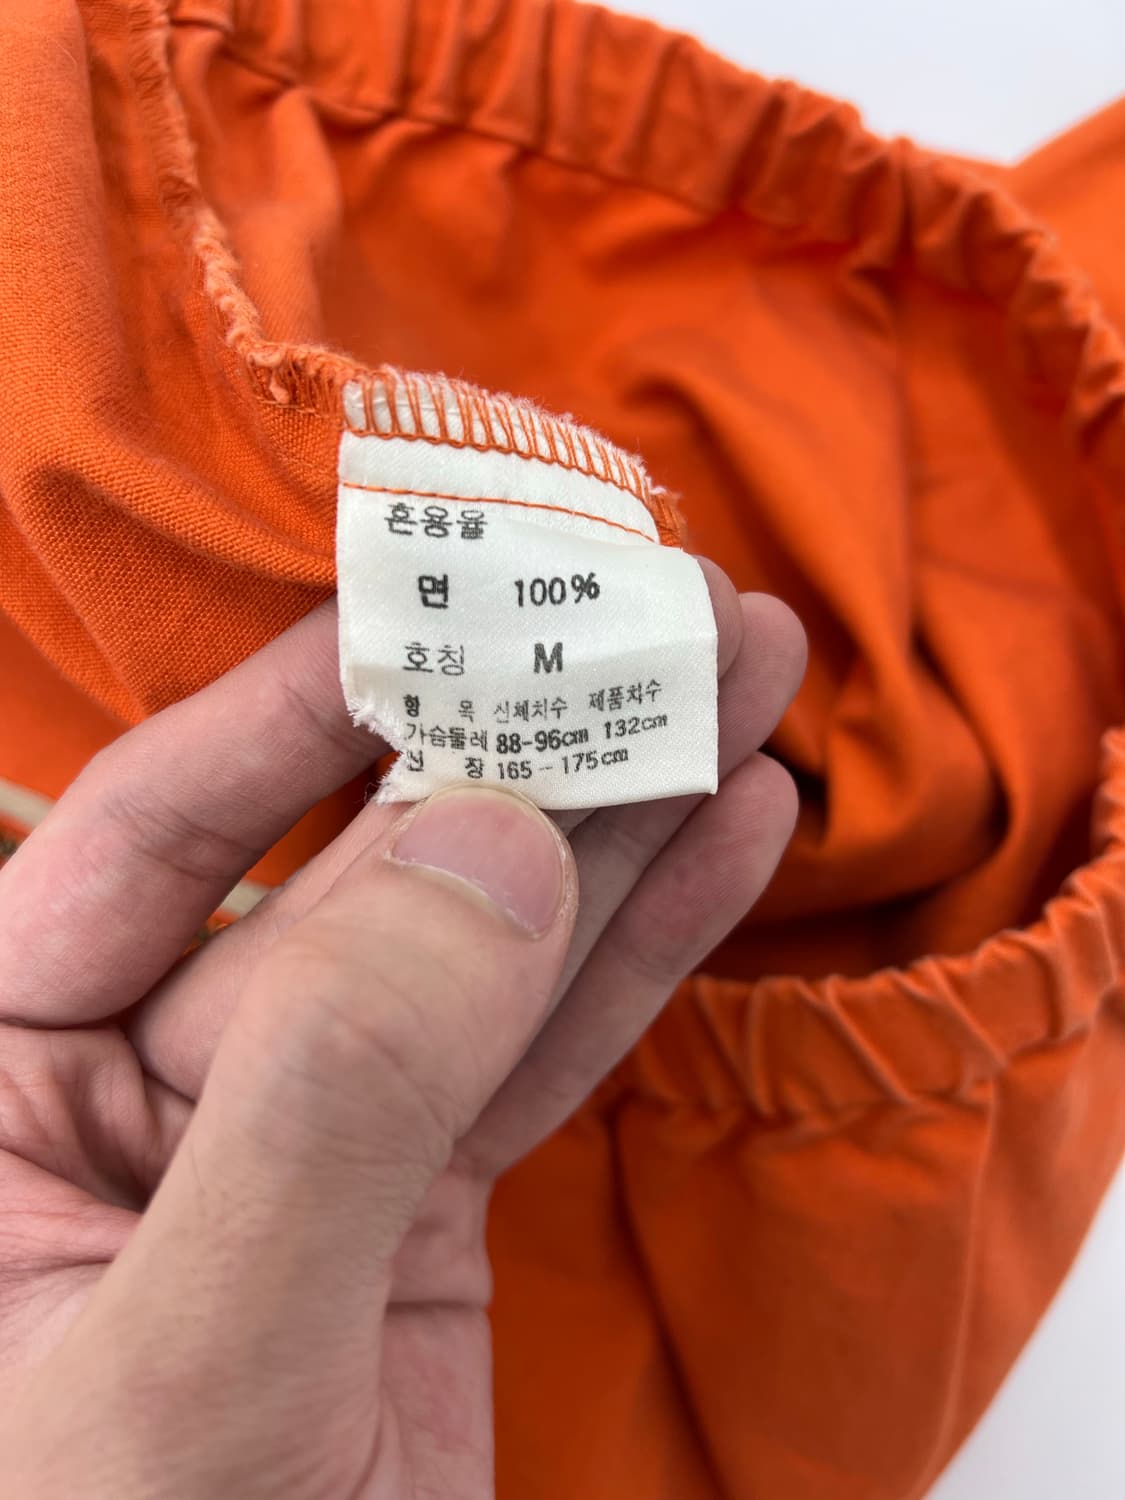 혼용율
면 100%
호칭 M
항 목 신체치수 제품치수
가슴둘레 88-96cm 132cm
신 장 165-175cm